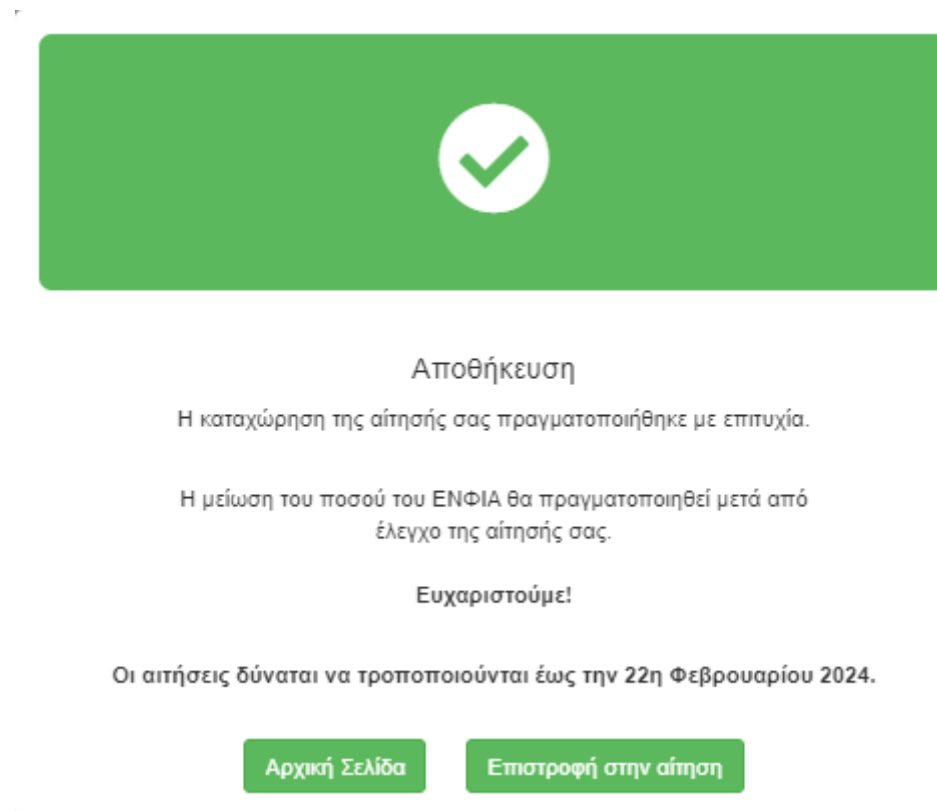 Αποθήκευση
Η καταχώρηση της αίτησής σας πραγματοποιήθηκε με επιτυχία.
Η μείωση του ποσού του ΕΝΦΙΑ θα πραγματοποιηθεί μετά από
έλεγχο της αίτησής σας.
Ευχαριστούμε!
Οι αιτήσεις δύναται να τροποποιούνται έως την 22η Φεβρουαρίου 2024.
Αρχική Σελίδα
Επιστροφή στην αίτηση